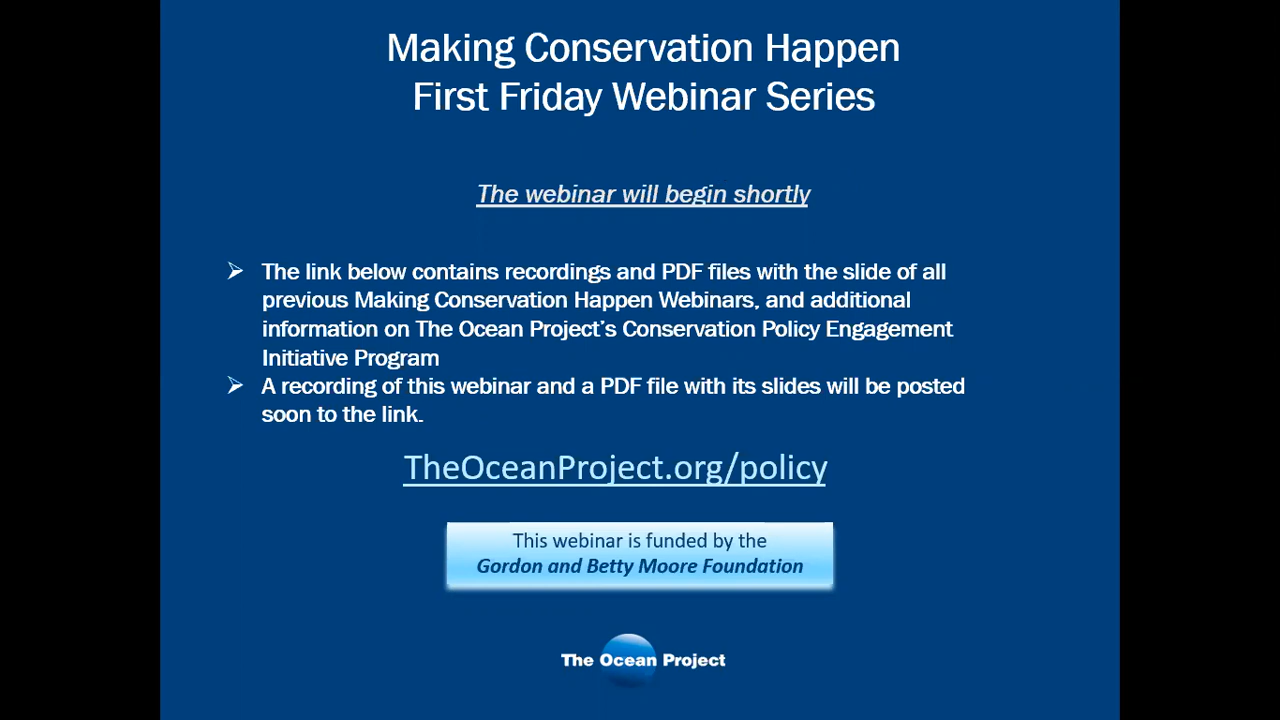 Making Conservation Happen
First Friday Webinar Series
The webinar will begin shortly
➢ The link below contains recordings and PDF files with the slide of all
previous Making Conservation Happen Webinars, and additional
information on The Ocean Project’s Conservation Policy Engagement
Initiative Program
➢ A recording of this webinar and a PDF file with its slides will be posted
soon to the link.
TheOceanProject.org/policy
This webinar is funded by the
Gordon and Betty Moore Foundation
The Ocean Project